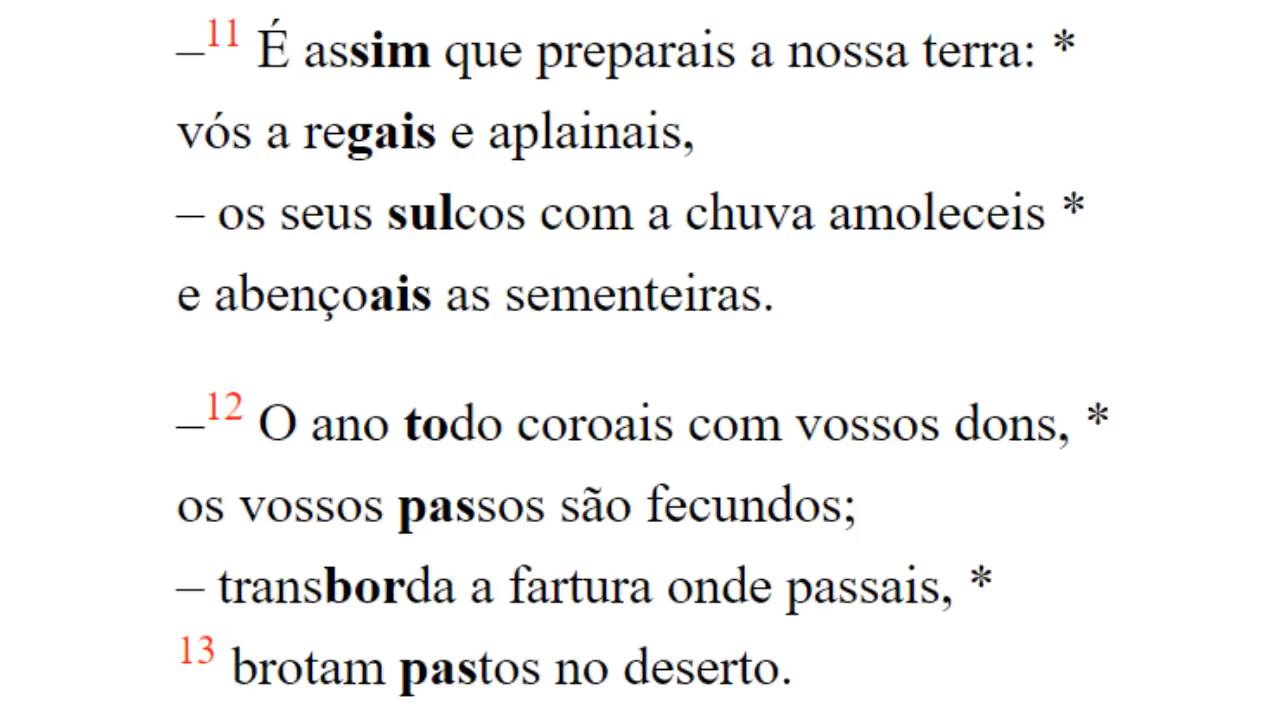 –11 É assim que preparais a nossa terra: *
vós a regais e aplainais,
– os seus sulcos com a chuva amoleceis *
e abençoais as sementeiras.
–12 O ano todo coroais com vossos dons, *
os vossos passos são fecundos;
– transborda a fartura onde passais, *
13 brotam pastos no deserto.